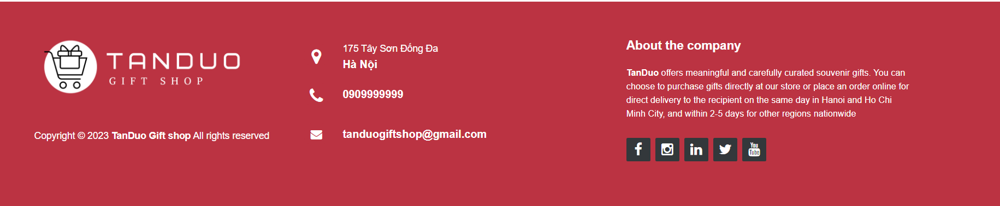 TANDUO
GIFT SHOP
Copyright © 2023 TanDuo Gift shop All rights reserved
175 Tây Sơn Đống Đa
Hà Nội
0909999999
tanduogiftshop@gmail.com
About the company
TanDuo offers meaningful and carefully curated souvenir gifts. You can
choose to purchase gifts directly at our store or place an order online for
direct delivery to the recipient on the same day in Hanoi and Ho Chi
Minh City, and within 2-5 days for other regions nationwide
You
Tube